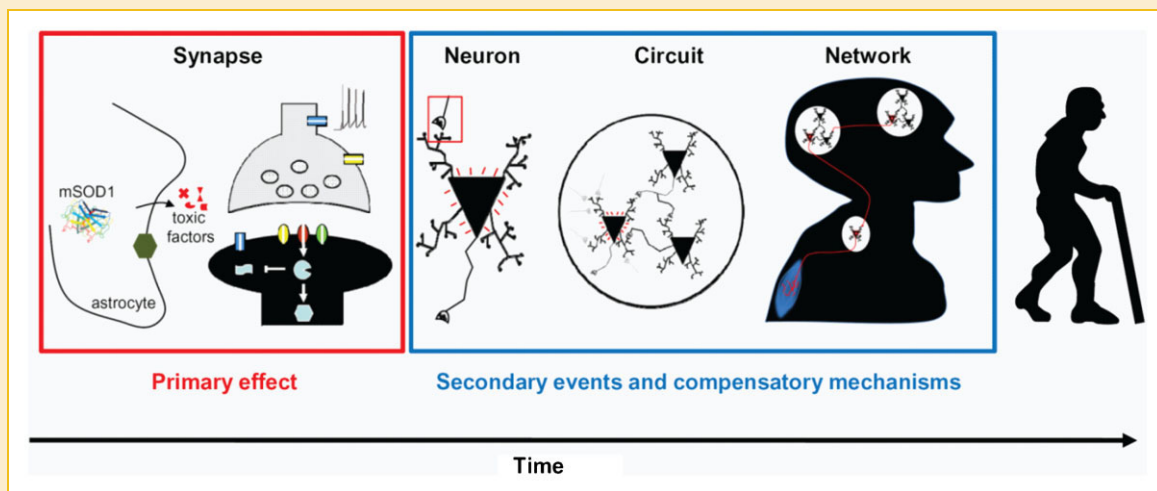 Synapse
Neuron
Circuit
Network
mSOD1
toxic
factors
astrocyte
Primary effect
Secondary events and compensatory mechanisms
Time